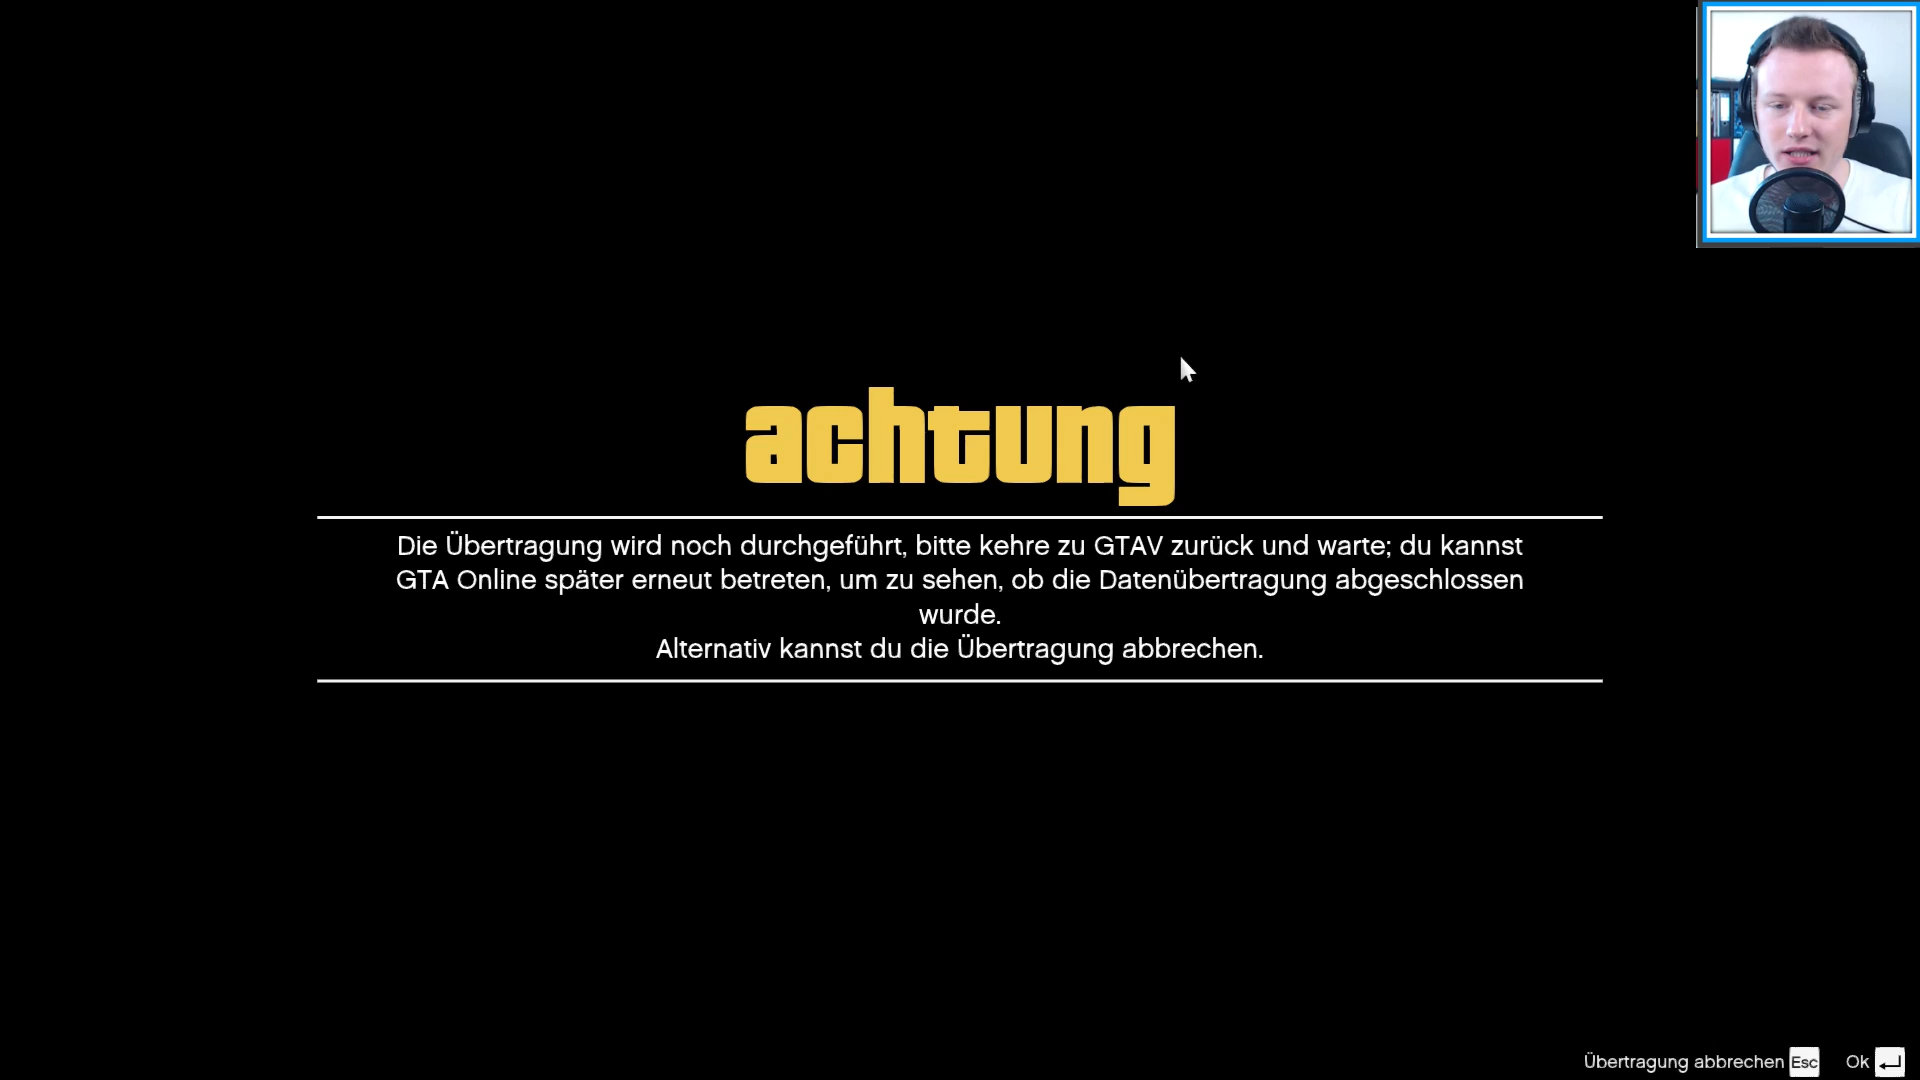 achtung
Die Übertragung wird noch durchgeführt, bitte kehre zu GTAV zurück und warte; du kannst
GTA Online später erneut betreten, um zu sehen, ob die Datenübertragung abgeschlossen
wurde.
Alternativ kannst du die Übertragung abbrechen.
Übertragung abbrechen Esc Ok